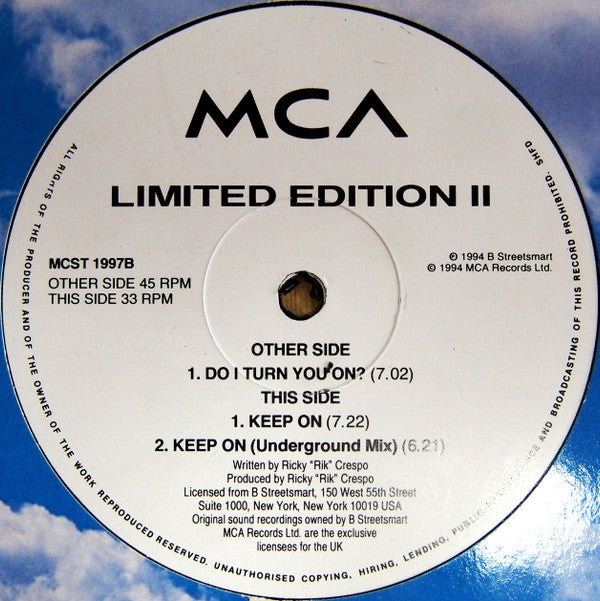 MCA
LIMITED EDITION II
MCST 1997B
OTHER SIDE 45 RPM
THIS SIDE 33 RPM
℗ 1994 B Streetsmart
© 1994 MCA Records Ltd.
OTHER SIDE
1. DO I TURN YOU ON? (7.02)
THIS SIDE
1. KEEP ON (7.22)
2. KEEP ON (Underground Mix) (6.21)
Written by Ricky "Rik" Crespo
Produced by Ricky "Rik" Crespo
Licensed from B Streetsmart, 150 West 55th Street
Suite 1000, New York, New York 10019 USA
Original sound recordings owned by B Streetsmart
MCA Records Ltd. are the exclusive
licensees for the UK
ALL RIGHTS OF THE PRODUCER AND OF THE OWNER OF THE WORK REPRODUCED RESERVED. UNAUTHORISED COPYING, HIRING, LENDING, PUBLIC AND BROADCASTING OF THIS RECORD PROHIBITED. SHFD